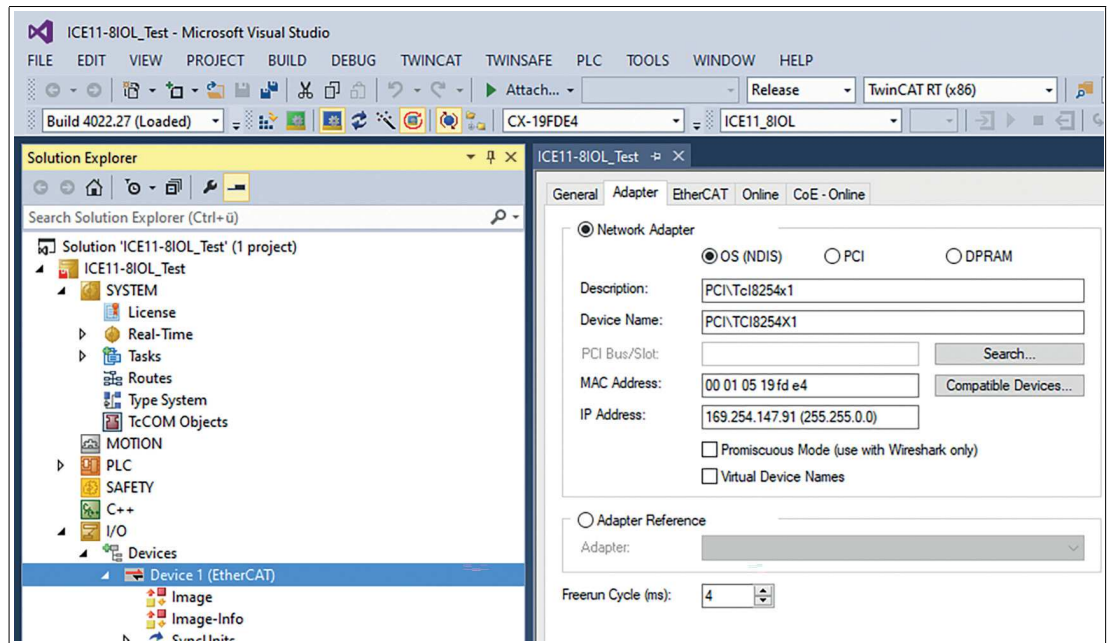 ICE11-8IOL_Test - Microsoft Visual Studio
FILE EDIT VIEW PROJECT BUILD DEBUG TWINCAT TWINSAFE PLC TOOLS WINDOW HELP
Attach... Release TwinCAT RT (x86)
Build 4022.27 (Loaded) CX-19FDE4 ICE11_8IOL
Solution Explorer
Search Solution Explorer (Ctrl+ü)
Solution 'ICE11-8IOL_Test' (1 project)
ICE11-8IOL_Test
SYSTEM
License
Real-Time
Tasks
Routes
Type System
TcCOM Objects
MOTION
PLC
SAFETY
C++
I/O
Devices
Device 1 (EtherCAT)
Image
Image-Info
SyncUnits
ICE11-8IOL_Test
General Adapter EtherCAT Online CoE - Online
Network Adapter
OS (NDIS) PCI DPRAM
Description: PCI\TcI8254x1
Device Name: PCI\TCI8254X1
PCI Bus/Slot: Search...
MAC Address: 00 01 05 19 fd e4 Compatible Devices...
IP Address: 169.254.147.91 (255.255.0.0)
Promiscuous Mode (use with Wireshark only)
Virtual Device Names
Adapter Reference
Adapter:
Freerun Cycle (ms): 4